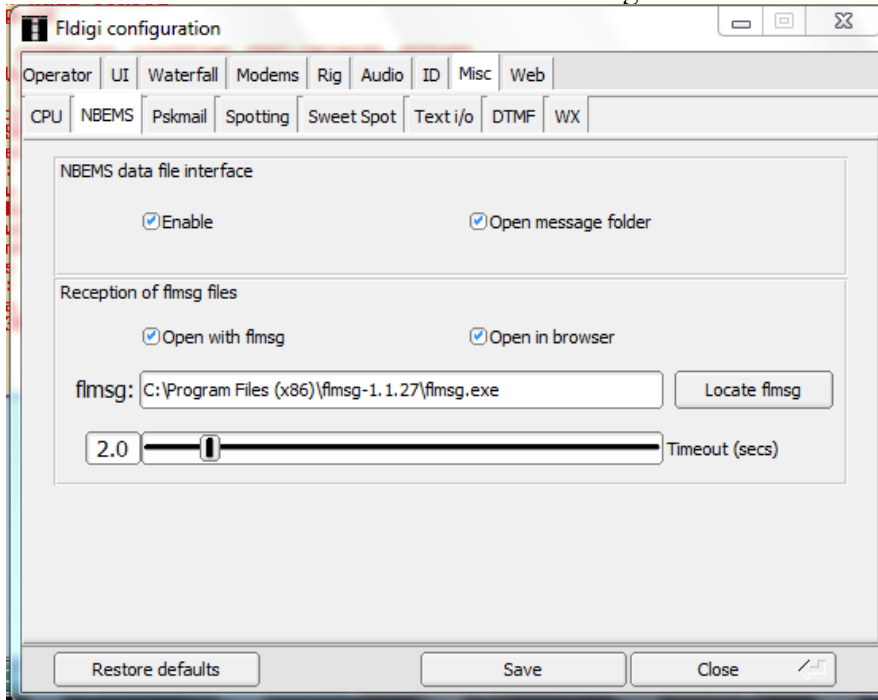 Fldigi configuration
Operator UI Waterfall Modems Rig Audio ID Misc Web
CPU NBEMS Pskmail Spotting Sweet Spot Text i/o DTMF WX
NBEMS data file interface
Enable Open message folder
Reception of flmsg files
Open with flmsg Open in browser
flmsg: C:\Program Files (x86)\flmsg-1.1.27\flmsg.exe Locate flmsg
2.0 Timeout (secs)
Restore defaults Save Close